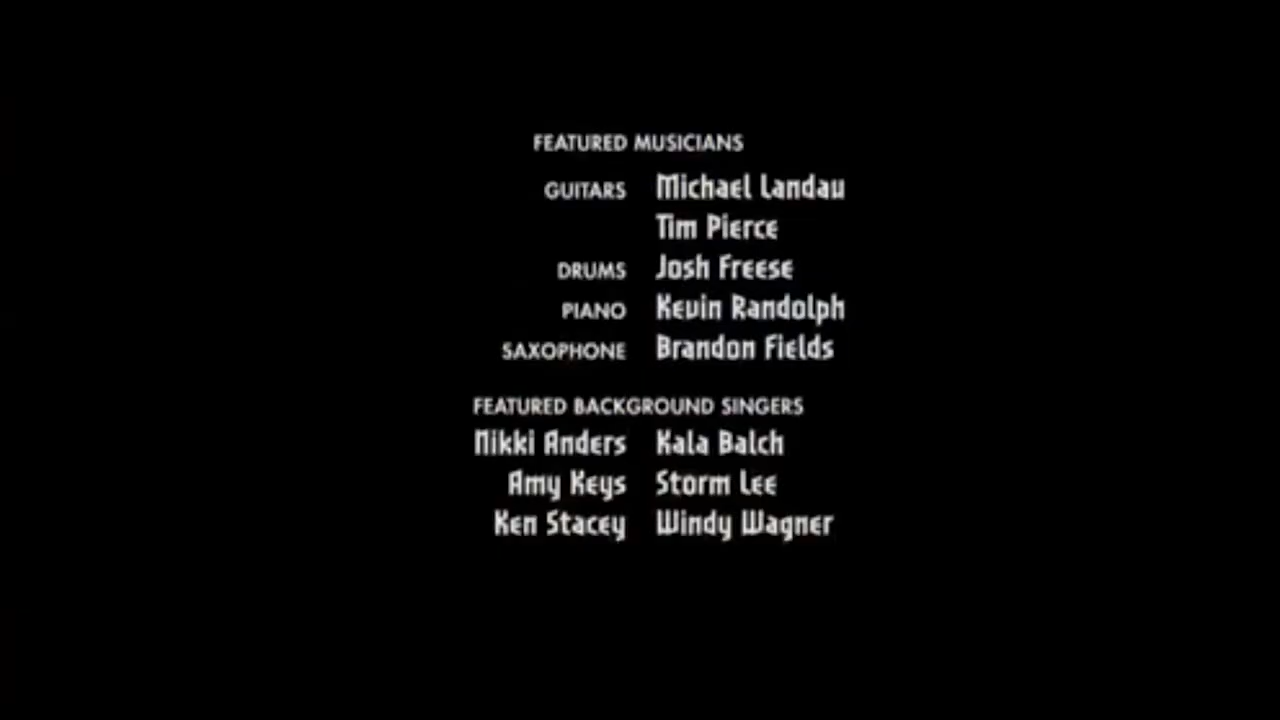 FEATURED MUSICIANS
GUITARS Michael Landau
Tim Pierce
DRUMS Josh Freese
PIANO Kevin Randolph
SAXOPHONE Brandon Fields
FEATURED BACKGROUND SINGERS
Nikki Anders Kala Balch
Amy Keys Storm Lee
Ken Stacey Windy Wagner